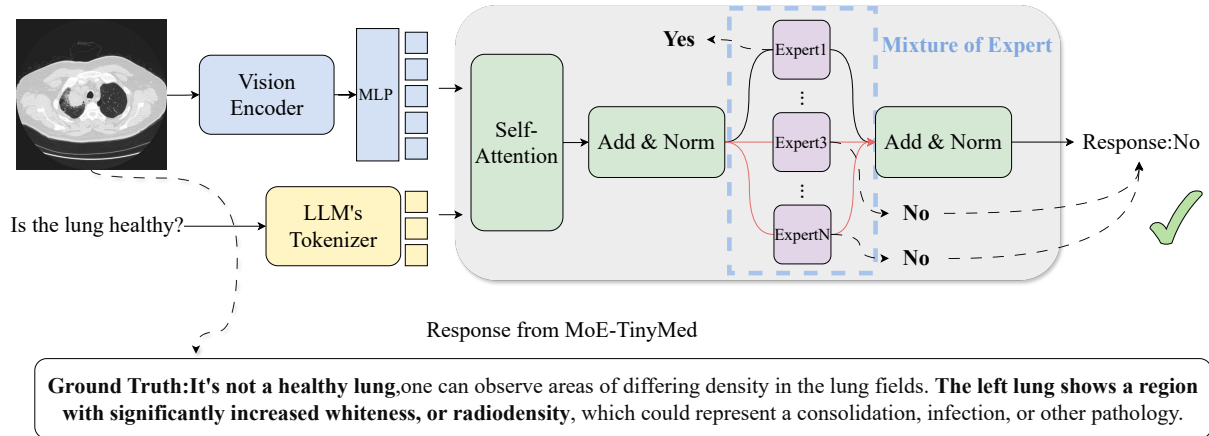 Yes
Expert1
Mixture of Expert
Vision
Encoder
MLP
Self-
Attention
Add & Norm
...
Expert3
Add & Norm
Response:No
Is the lung healthy?
LLM's
Tokenizer
...
No
ExpertN
No
Response from MoE-TinyMed
Ground Truth:It's not a healthy lung,one can observe areas of differing density in the lung fields. The left lung shows a region
with significantly increased whiteness, or radiodensity, which could represent a consolidation, infection, or other pathology.